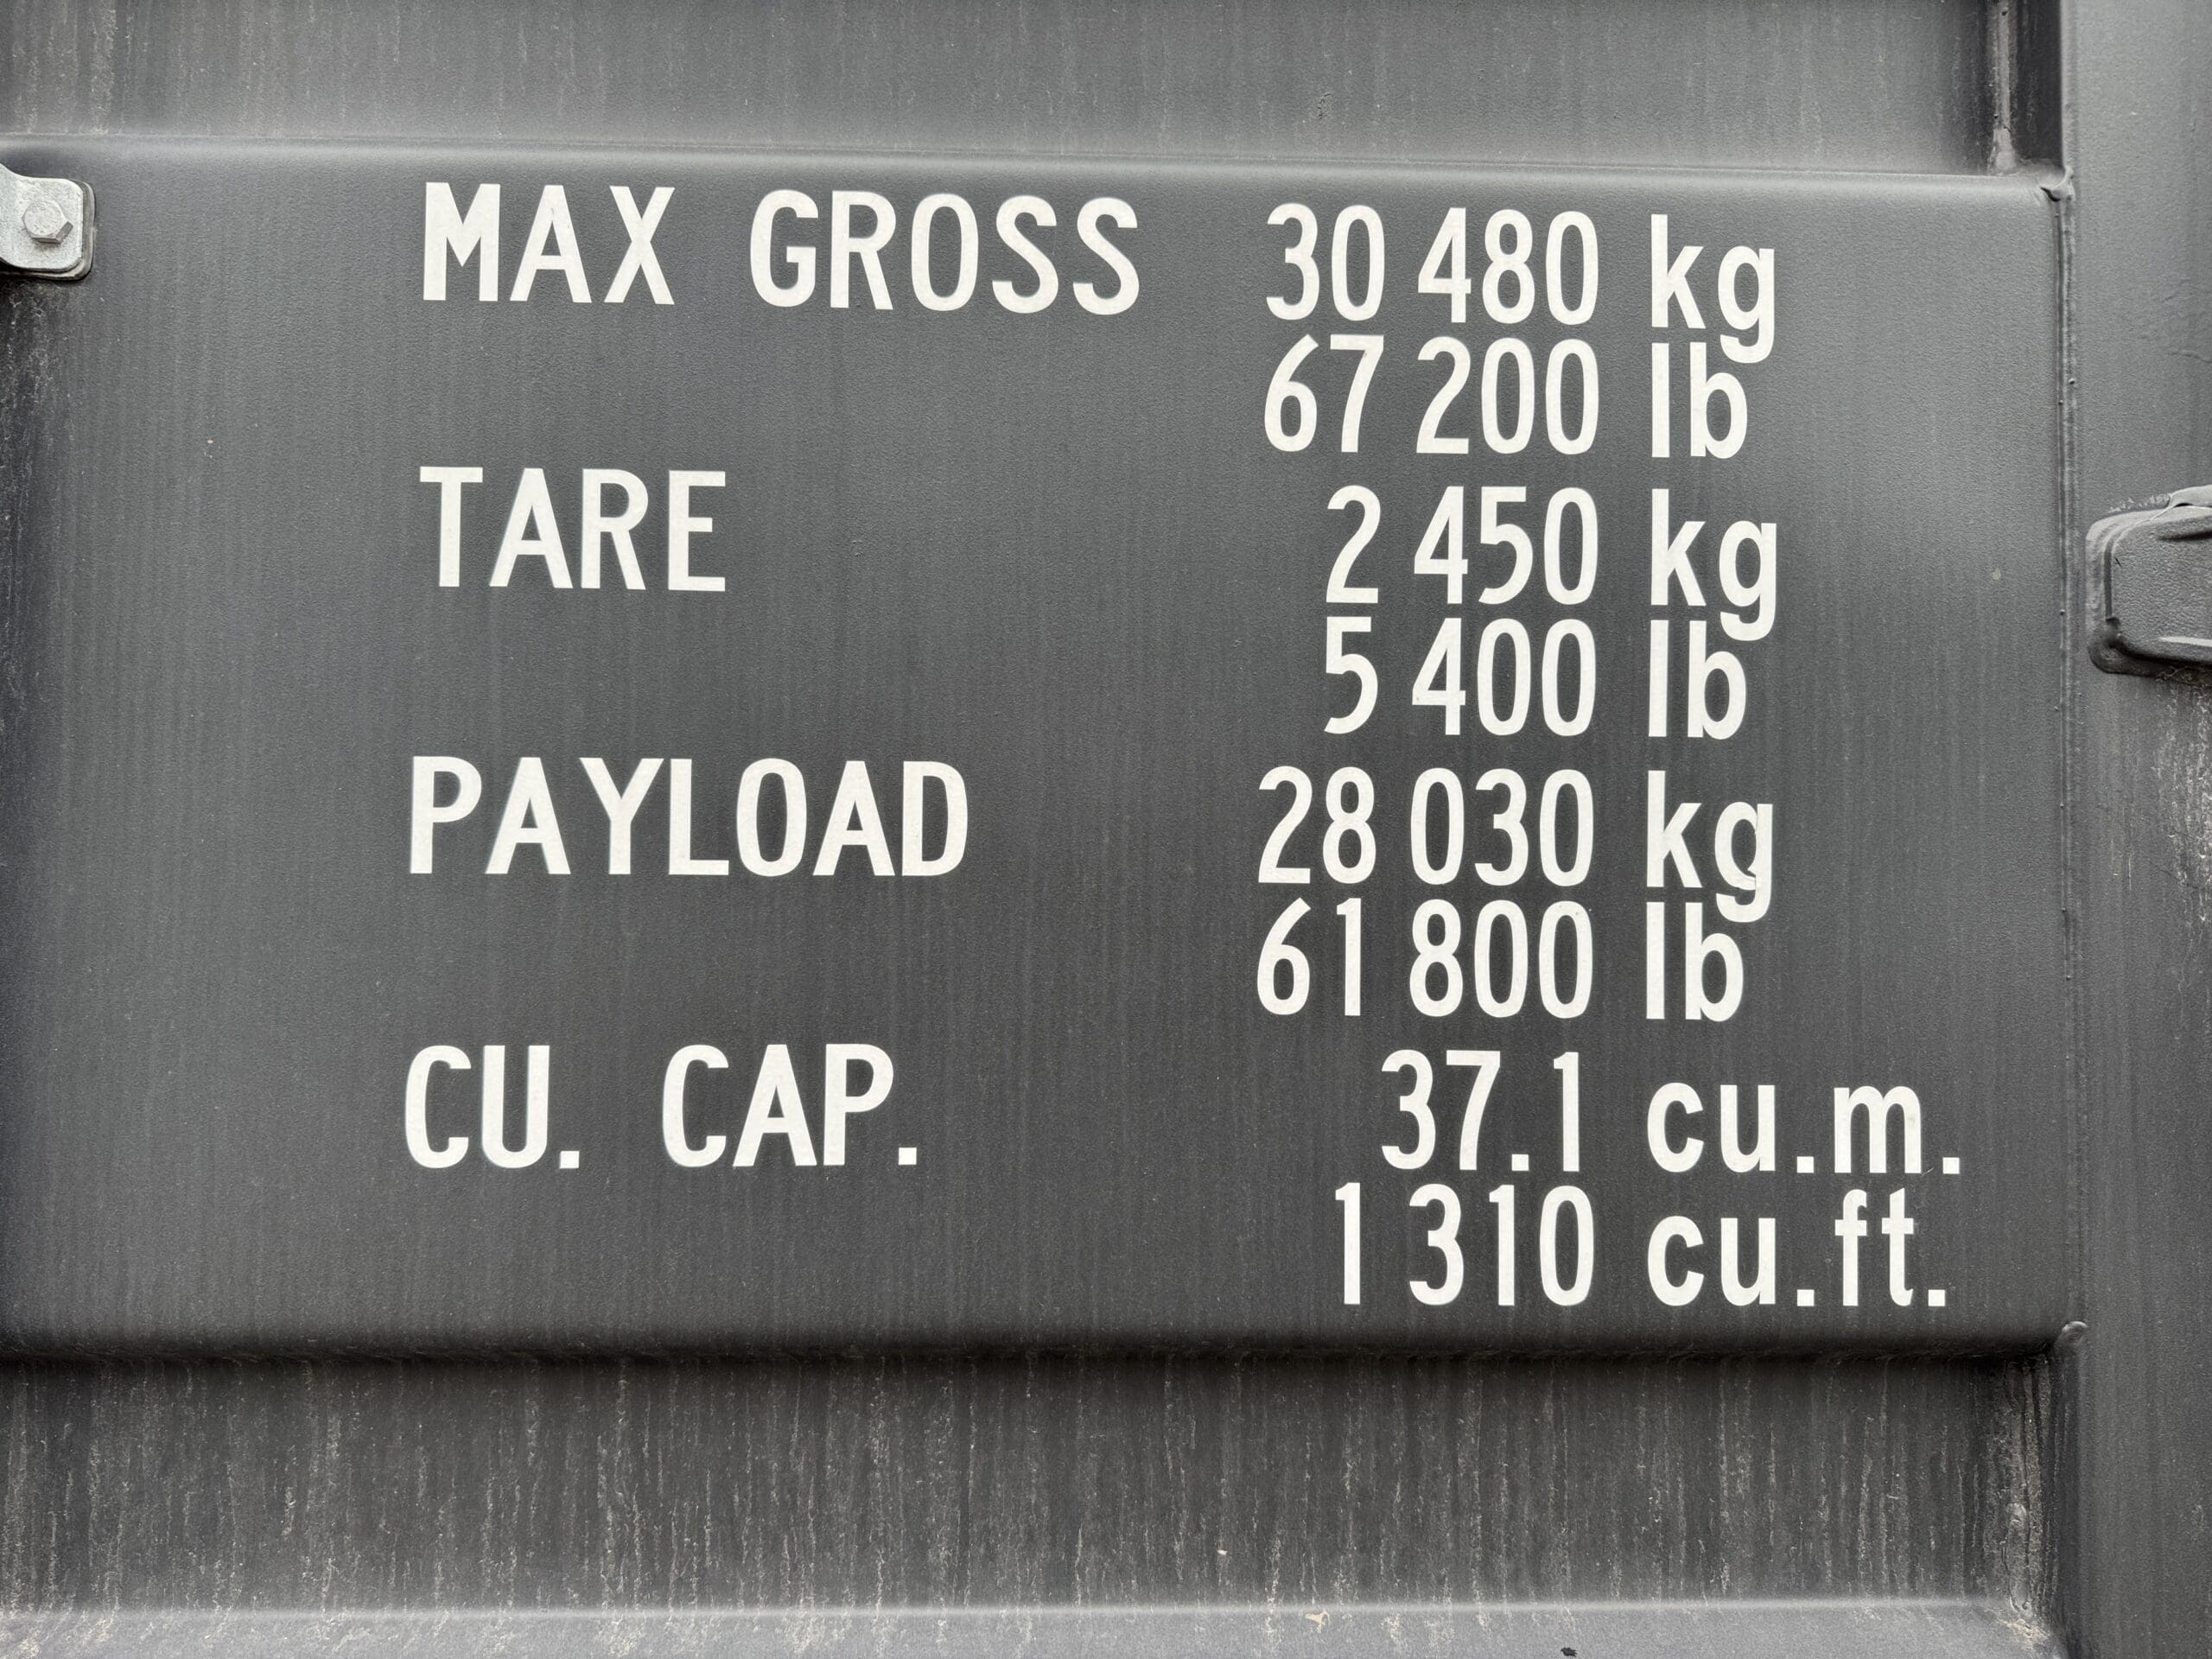 MAX GROSS 30 480 kg
67 200 lb
TARE 2 450 kg
5 400 lb
PAYLOAD 28 030 kg
61 800 lb
CU. CAP. 37.1 cu.m.
1 310 cu.ft.